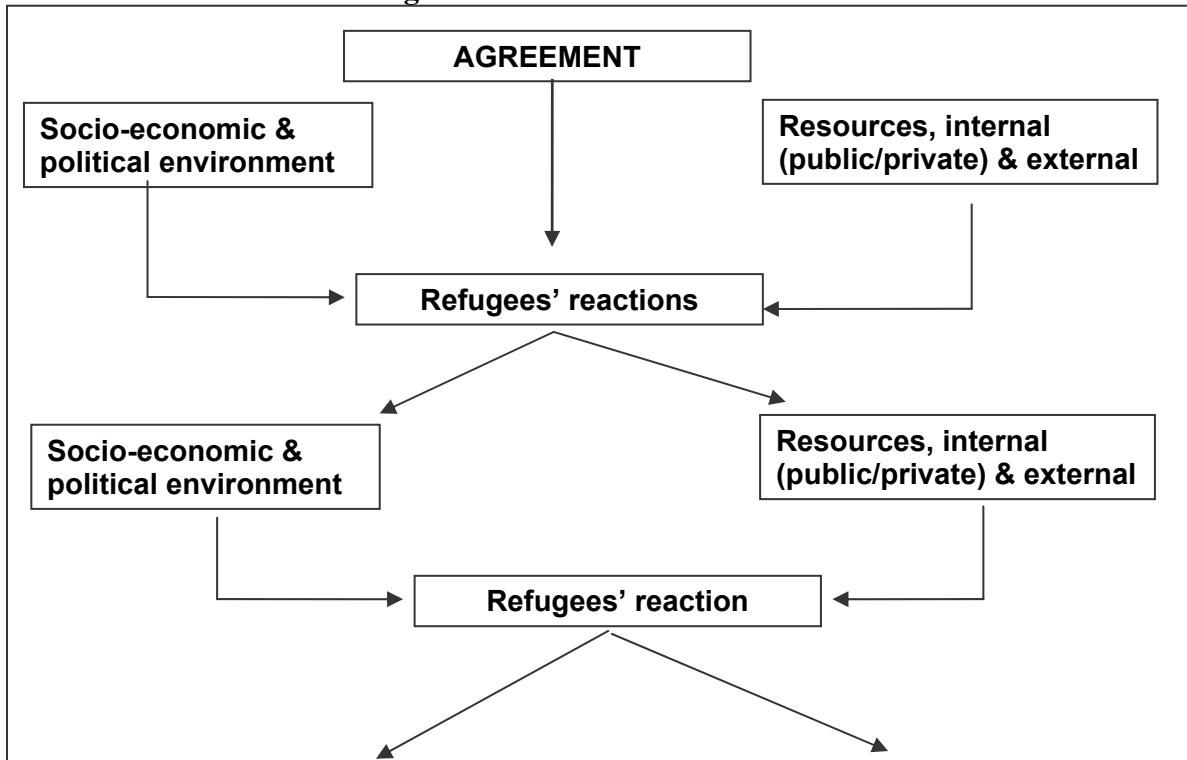 AGREEMENT
Socio-economic &
political environment
Resources, internal
(public/private) & external
Refugees’ reactions
Socio-economic &
political environment
Resources, internal
(public/private) & external
Refugees’ reaction